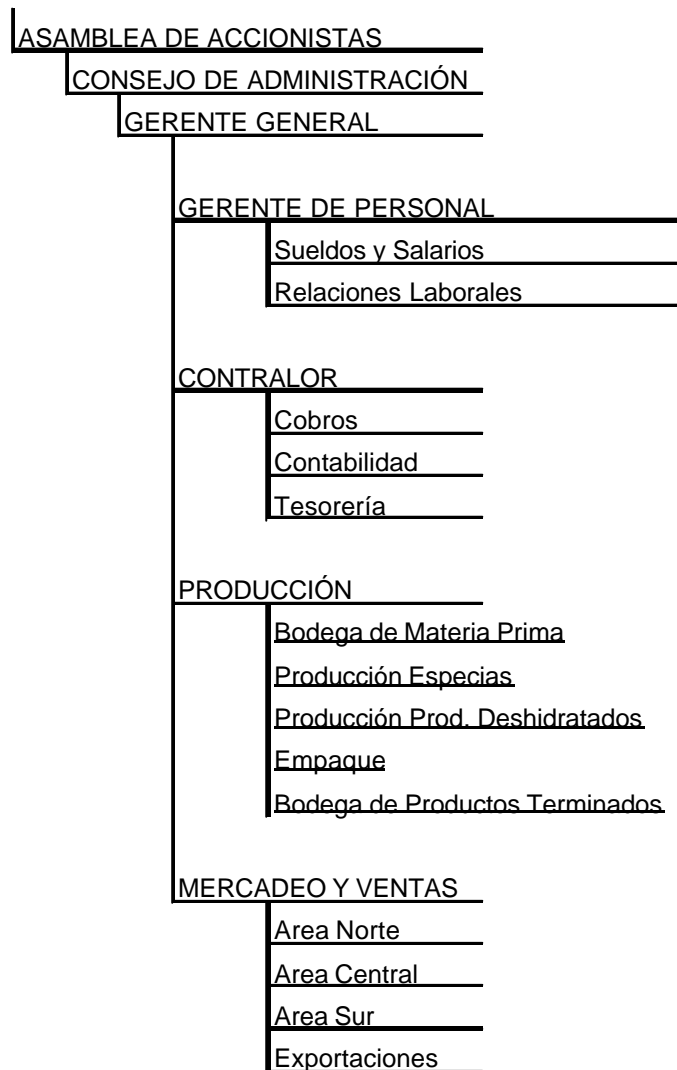 ASAMBLEA DE ACCIONISTAS
CONSEJO DE ADMINISTRACIÓN
GERENTE GENERAL
GERENTE DE PERSONAL
Sueldos y Salarios
Relaciones Laborales
CONTRALOR
Cobros
Contabilidad
Tesorería
PRODUCCIÓN
Bodega de Materia Prima
Producción Especias
Producción Prod. Deshidratados
Empaque
Bodega de Productos Terminados
MERCADEO Y VENTAS
Area Norte
Area Central
Area Sur
Exportaciones